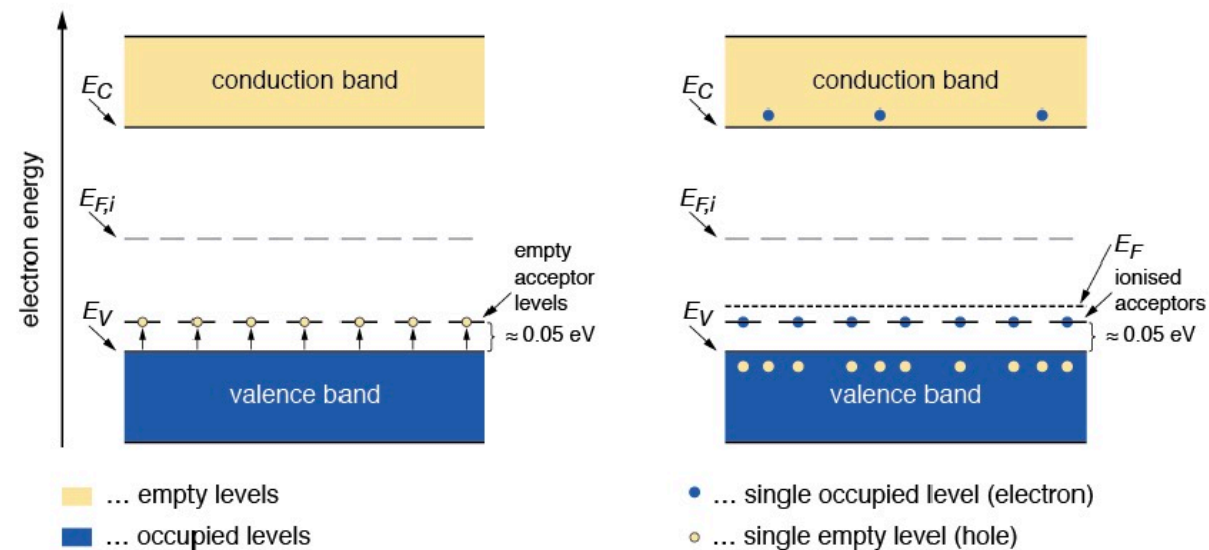 electron energy
conduction band
E_C
E_F,i
empty
acceptor
levels
E_V
≈ 0.05 eV
valence band
conduction band
E_C
E_F,i
E_F
ionised
acceptors
E_V
≈ 0.05 eV
valence band
... empty levels
... occupied levels
... single occupied level (electron)
... single empty level (hole)